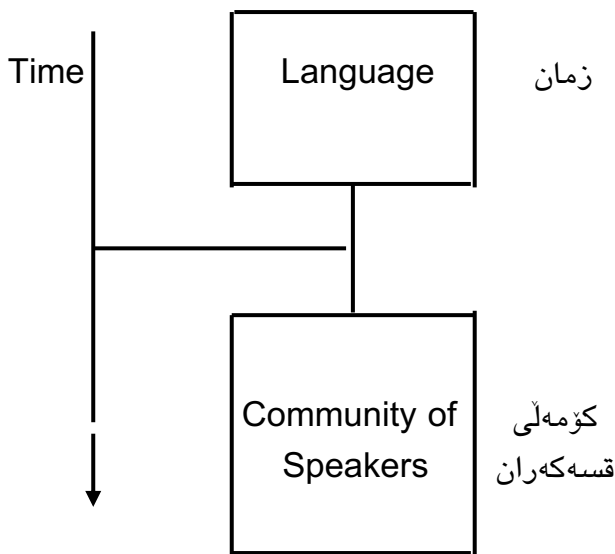 Time
Language
زمان
Community of
Speakers
کۆمەڵی
قسەکەران